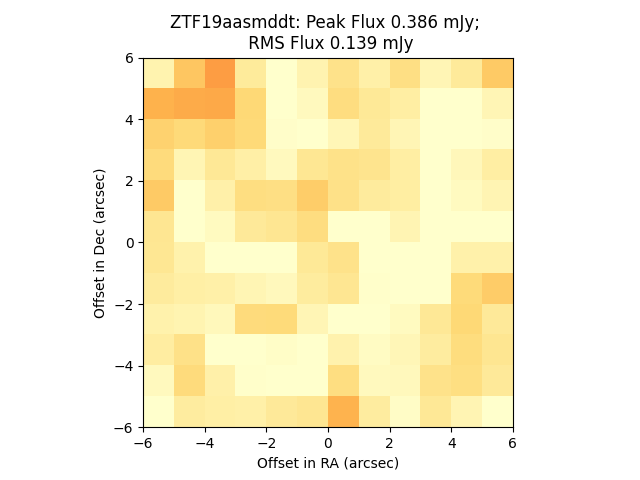 ZTF19aasmddt: Peak Flux 0.386 mJy;
RMS Flux 0.139 mJy
6
4
2
0
−2
−4
−6
Offset in Dec (arcsec)
−6 −4 −2 0 2 4 6
Offset in RA (arcsec)